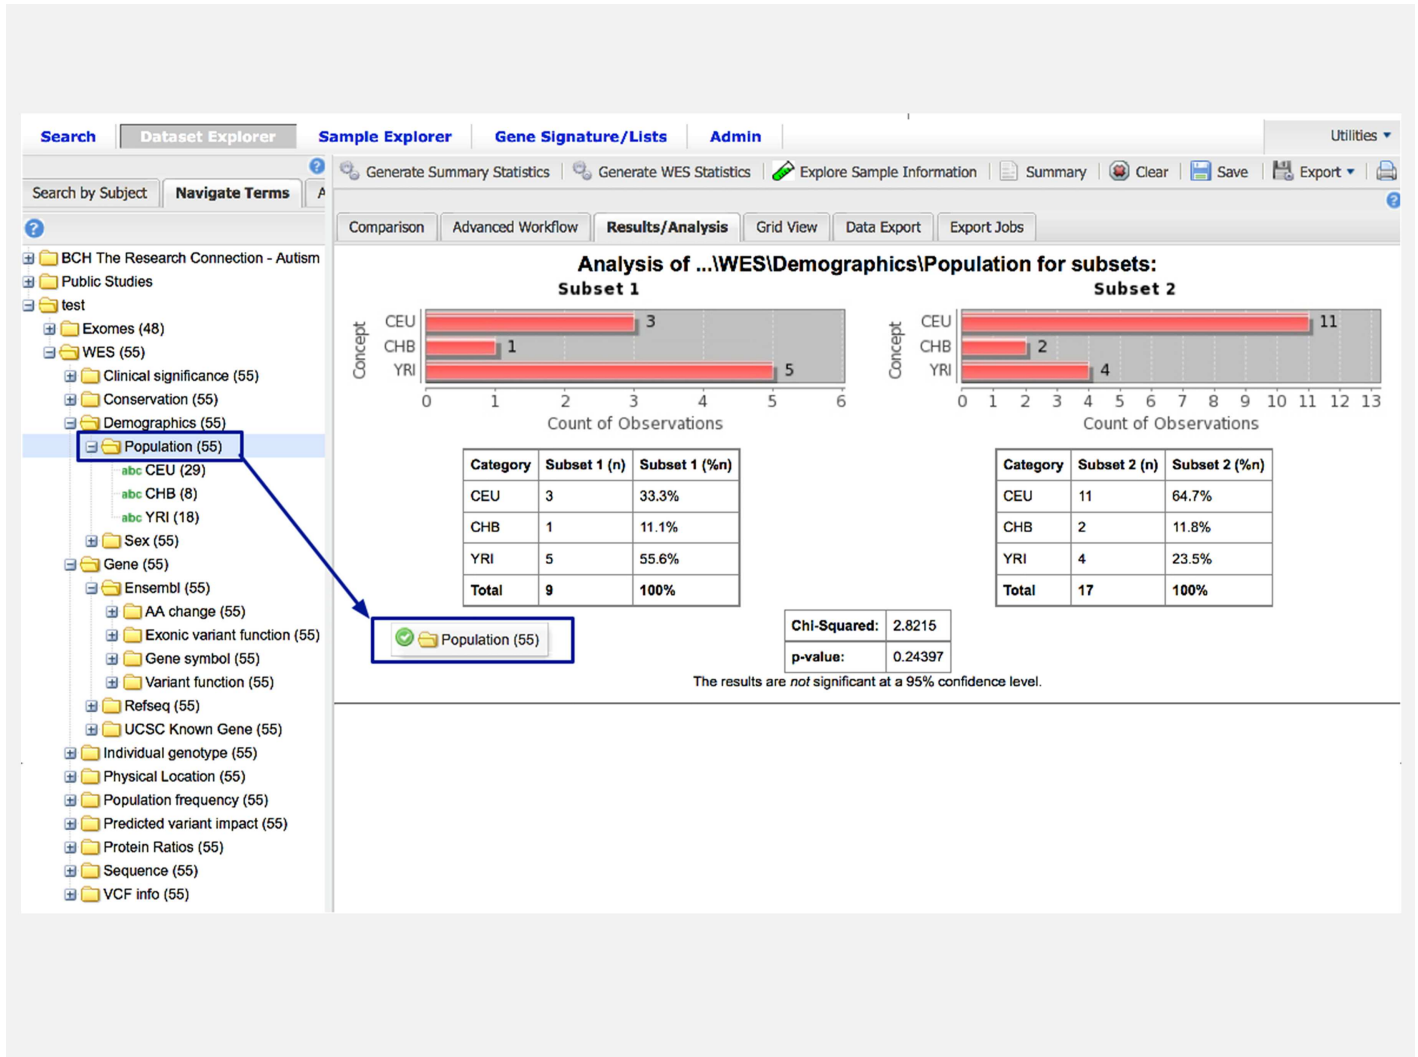 Search Dataset Explorer Sample Explorer Gene Signature/Lists Admin Utilities
Generate Summary Statistics Generate WES Statistics Explore Sample Information Summary Clear Save Export
Search by Subject Navigate Terms A
Comparison Advanced Workflow Results/Analysis Grid View Data Export Export Jobs
BCH The Research Connection - Autism
Public Studies
test
Exomes (48)
WES (55)
Clinical significance (55)
Conservation (55)
Demographics (55)
Population (55)
abc CEU (29)
abc CHB (8)
abc YRI (18)
Sex (55)
Gene (55)
Ensembl (55)
AA change (55)
Exonic variant function (55)
Gene symbol (55)
Variant function (55)
Refseq (55)
UCSC Known Gene (55)
Individual genotype (55)
Physical Location (55)
Population frequency (55)
Predicted variant impact (55)
Protein Ratios (55)
Sequence (55)
VCF info (55)
Analysis of ...\WES\Demographics\Population for subsets:
Subset 1
Concept
CEU 3
CHB 1
YRI 5
0 1 2 3 4 5 6
Count of Observations
Category Subset 1 (n) Subset 1 (%n)
CEU 3 33.3%
CHB 1 11.1%
YRI 5 55.6%
Total 9 100%
Subset 2
Concept
CEU 11
CHB 2
YRI 4
0 1 2 3 4 5 6 7 8 9 10 11 12 13
Count of Observations
Category Subset 2 (n) Subset 2 (%n)
CEU 11 64.7%
CHB 2 11.8%
YRI 4 23.5%
Total 17 100%
Population (55)
Chi-Squared: 2.8215
p-value: 0.24397
The results are not significant at a 95% confidence level.